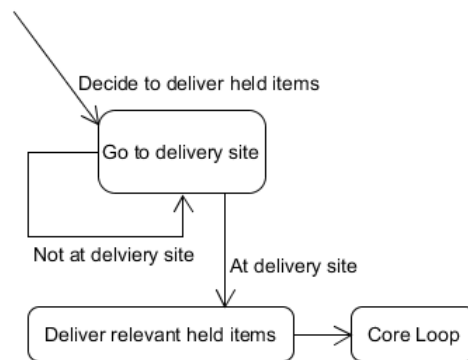 Decide to deliver held items
Go to delivery site
Not at delviery site
At delivery site
Deliver relevant held items
Core Loop